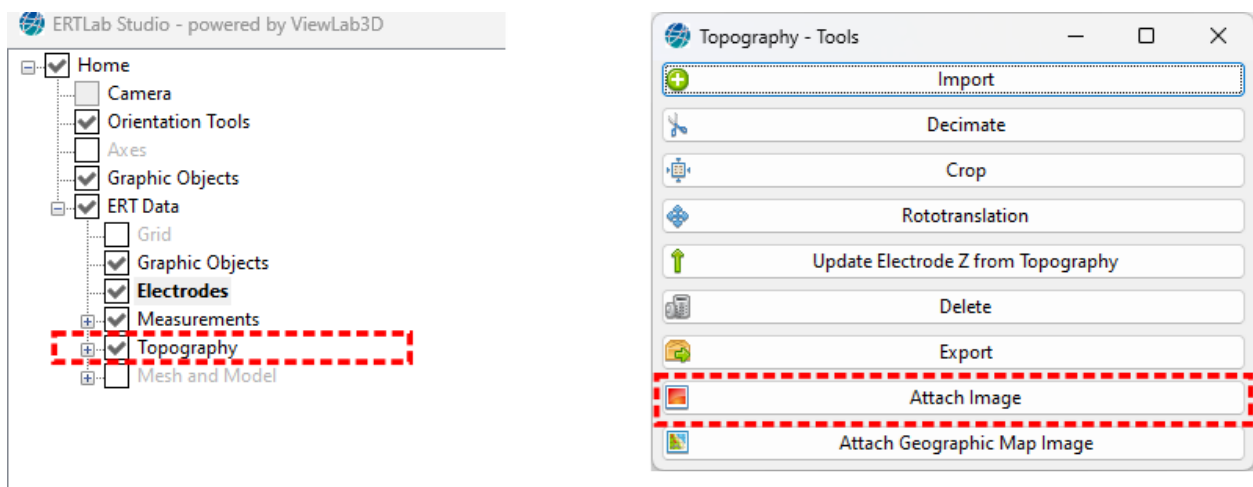 ERTLab Studio - powered by ViewLab3D
Home
Camera
Orientation Tools
Axes
Graphic Objects
ERT Data
Grid
Graphic Objects
Electrodes
Measurements
Topography
Mesh and Model
Topography - Tools
Import
Decimate
Crop
Rototranslation
Update Electrode Z from Topography
Delete
Export
Attach Image
Attach Geographic Map Image